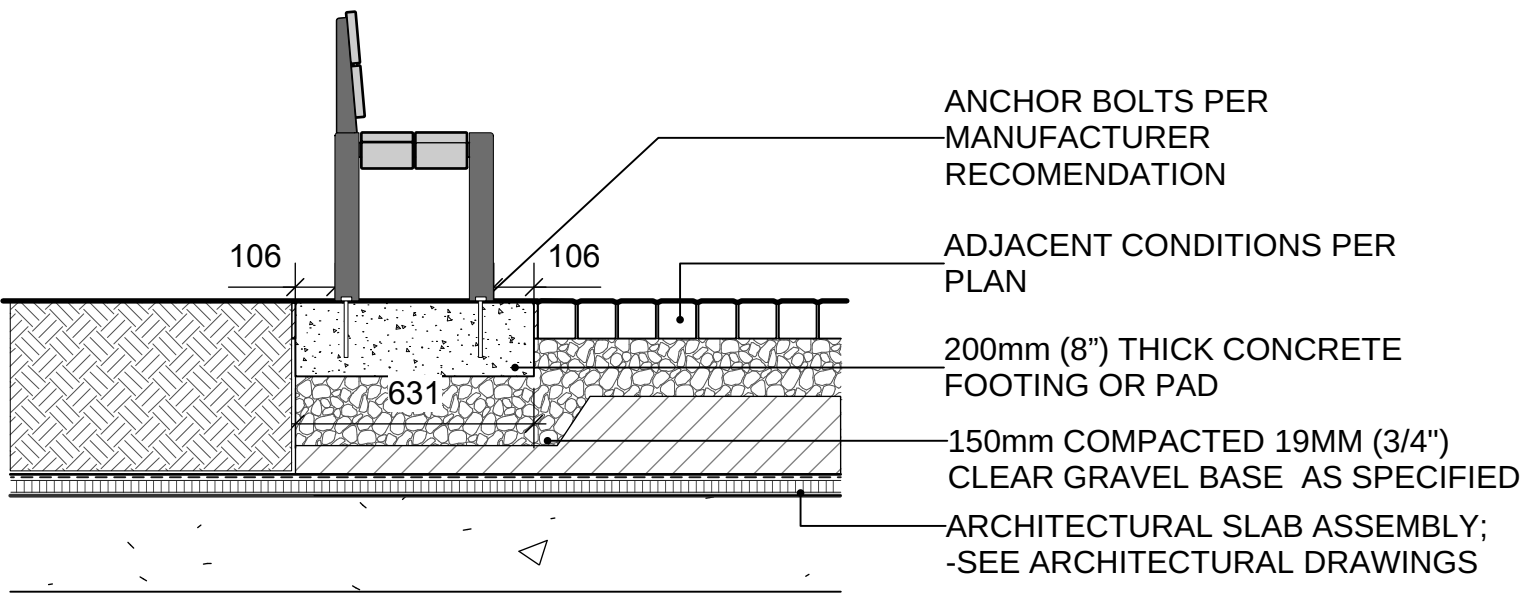 ANCHOR BOLTS PER
MANUFACTURER
RECOMENDATION
106
106
ADJACENT CONDITIONS PER
PLAN
200mm (8”) THICK CONCRETE
FOOTING OR PAD
631
150mm COMPACTED 19MM (3/4")
CLEAR GRAVEL BASE  AS SPECIFIED
ARCHITECTURAL SLAB ASSEMBLY;
-SEE ARCHITECTURAL DRAWINGS